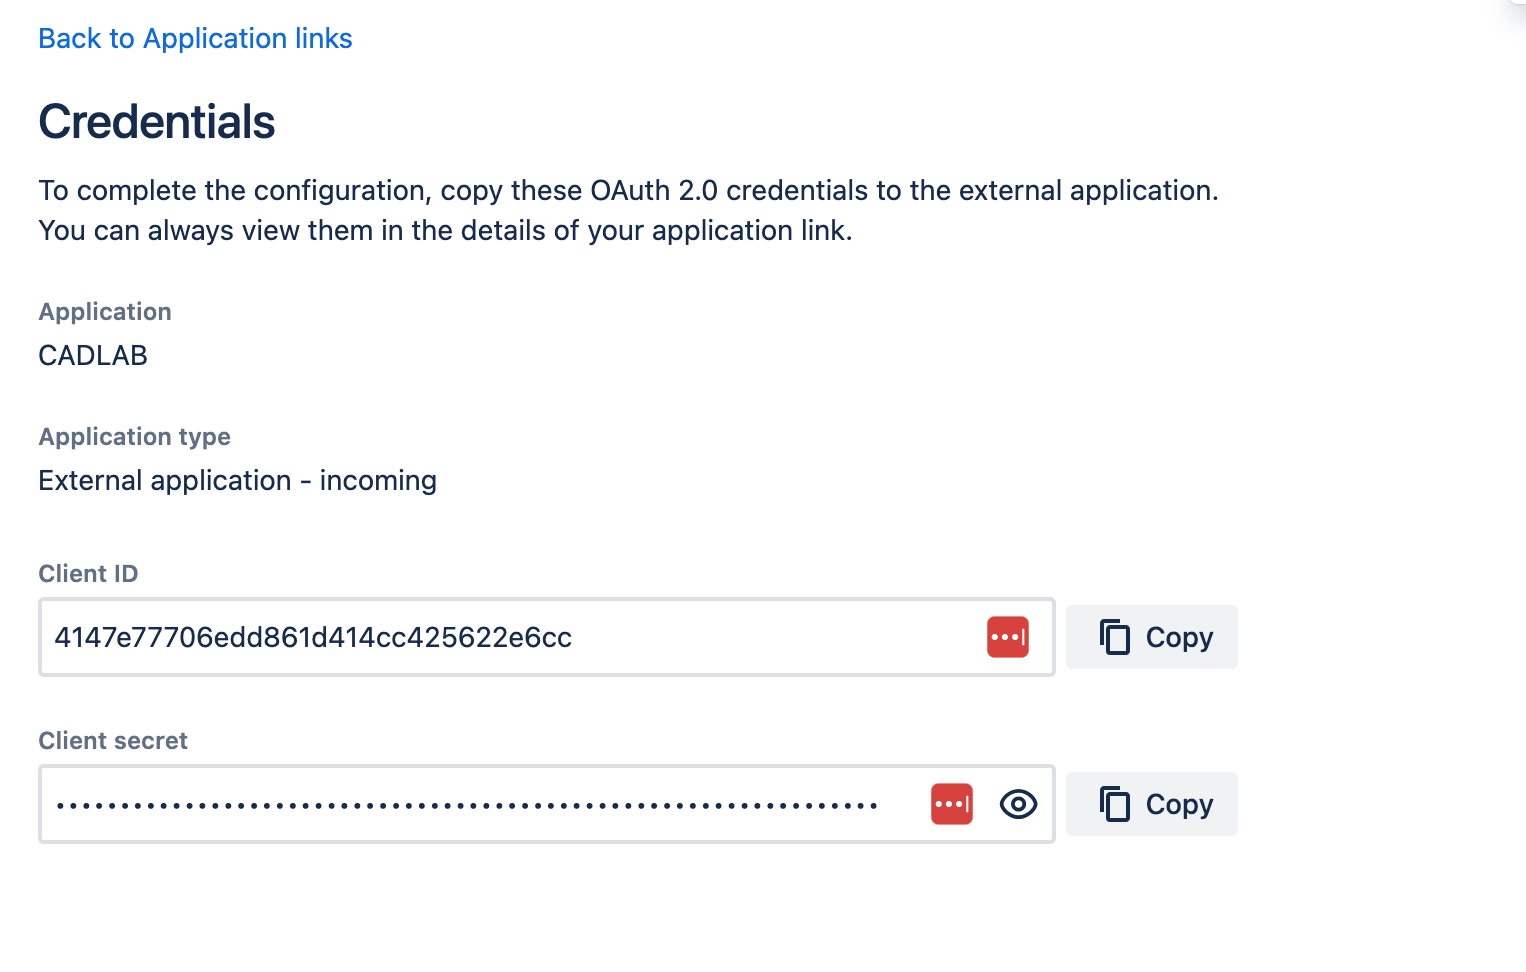 Back to Application links
Credentials
To complete the configuration, copy these OAuth 2.0 credentials to the external application.
You can always view them in the details of your application link.
Application
CADLAB
Application type
External application - incoming
Client ID
4147e77706edd861d414cc425622e6cc
Copy
Client secret
••••••••••••••••••••••••••••••••••••••••••••••••••••••••••••••••
Copy